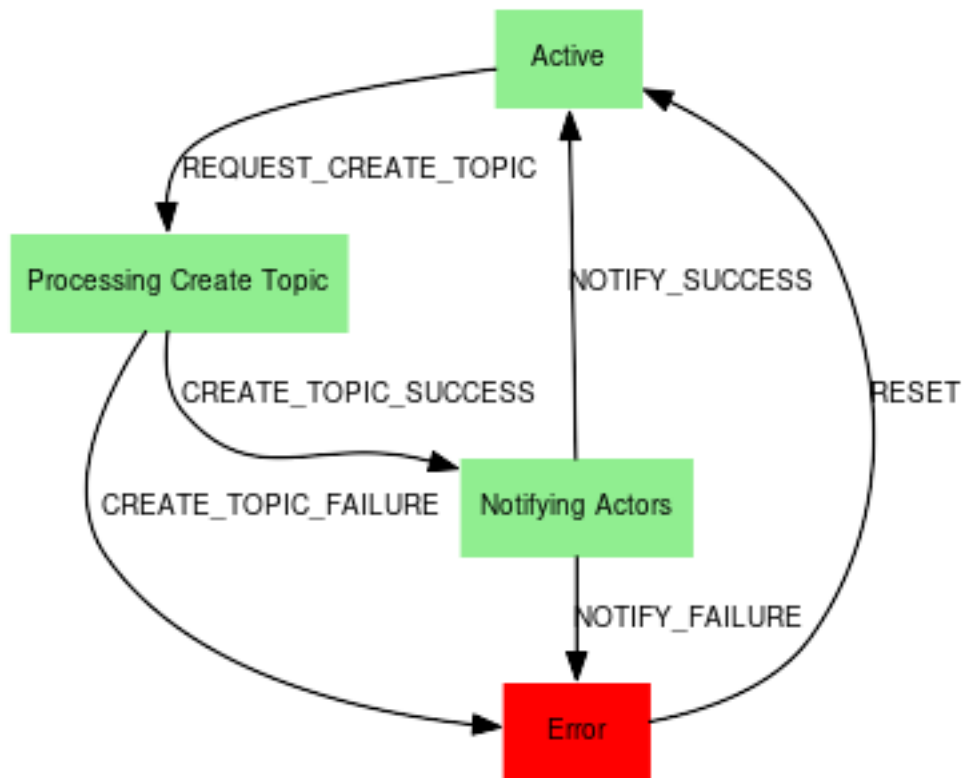 Active
REQUEST_CREATE_TOPIC
Processing Create Topic
NOTIFY_SUCCESS
CREATE_TOPIC_SUCCESS
RESET
CREATE_TOPIC_FAILURE
Notifying Actors
NOTIFY_FAILURE
Error